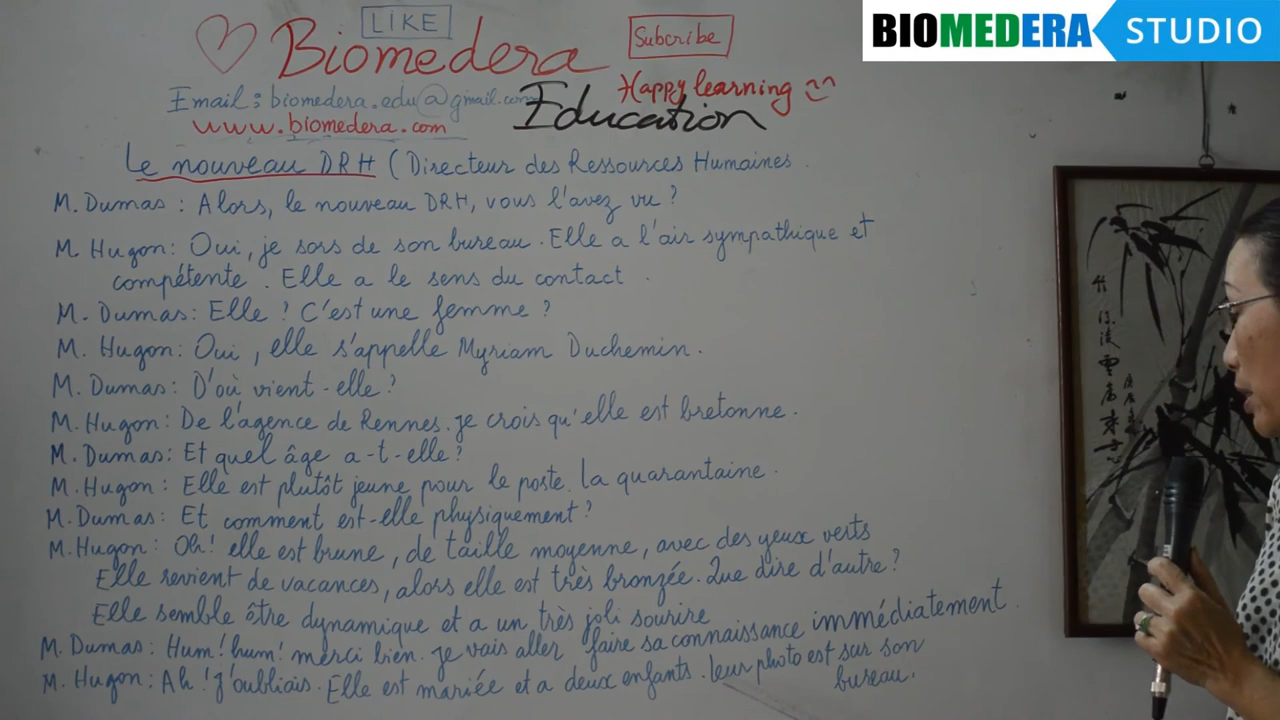 LIKE
Biomedera
Subcribe
BIOMEDERA STUDIO
Happy learning
Email: biomedera.edu@gmail.com
Education
www.biomedera.com
Le nouveau DRH (Directeur des Ressources Humaines.
M. Dumas : Alors, le nouveau DRH, vous l'avez vu ?
M. Hugon: Oui, je sors de son bureau. Elle a l'air sympathique et
compétente. Elle a le sens du contact.
M. Dumas: Elle ? C'est une femme ?
M. Hugon: Oui, elle s'appelle Myriam Duchemin.
M. Dumas: D'où vient-elle ?
M. Hugon: De l'agence de Rennes. je crois qu'elle est bretonne.
M. Dumas: Et quel âge a-t-elle ?
M. Hugon : Elle est plutôt jeune pour le poste. la quarantaine.
M. Dumas: Et comment est-elle physiquement ?
M. Hugon : Oh! elle est brune, de taille moyenne, avec des yeux verts
Elle revient de vacances, alors elle est très bronzée. Que dire d'autre ?
Elle semble être dynamique et a un très joli sourire
M. Dumas: Hum! hum! merci bien. je vais aller faire sa connaissance immédiatement.
M. Hugon: Ah ! j'oubliais. Elle est mariée et a deux enfants. leur photo est sur son
bureau.